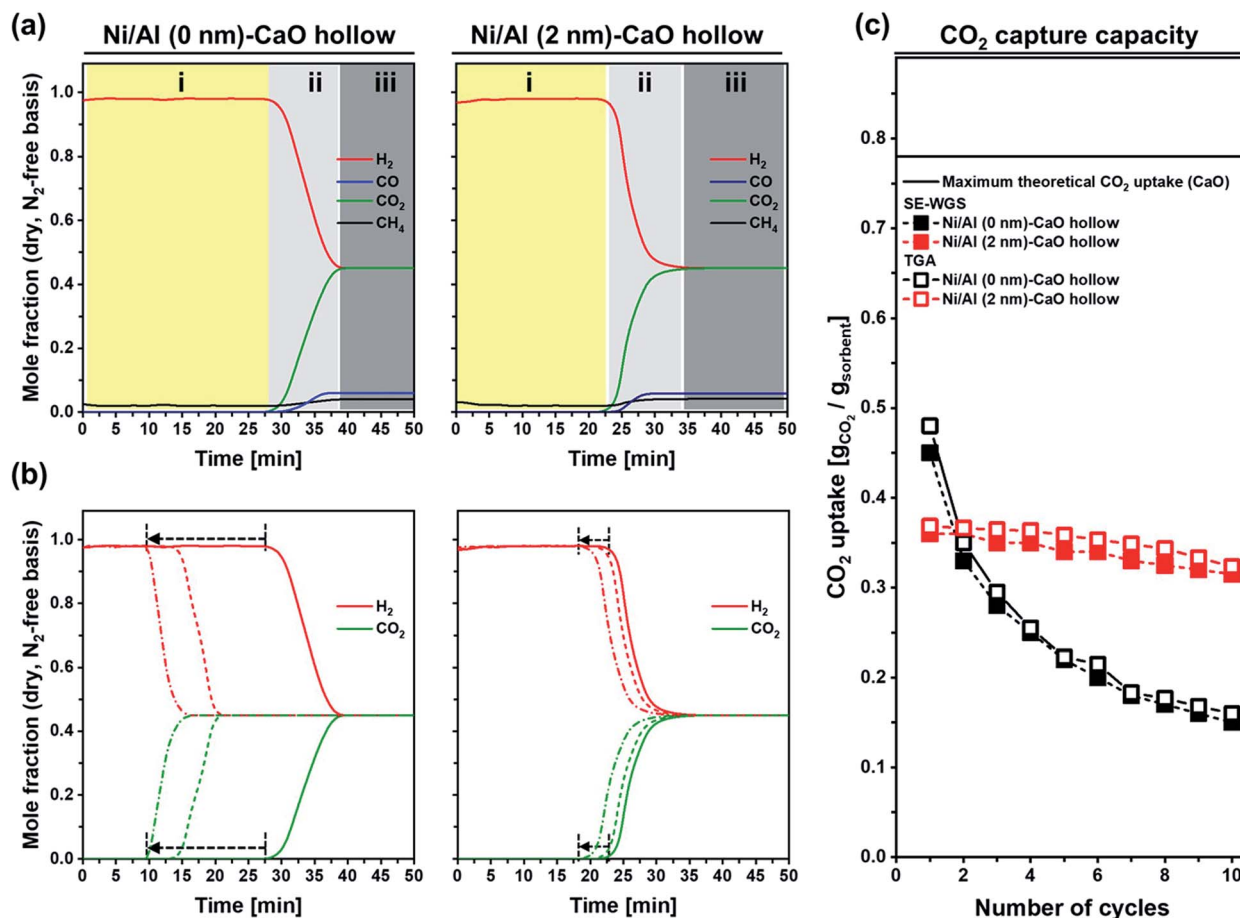 (a)
Ni/Al (0 nm)-CaO hollow
Ni/Al (2 nm)-CaO hollow
Mole fraction (dry, N₂-free basis)
1.0
0.8
0.6
0.4
0.2
0.0
i
ii
iii
H₂
CO
CO₂
CH₄
0 5 10 15 20 25 30 35 40 45 50
Time [min]
i
ii
iii
H₂
CO
CO₂
CH₄
0 5 10 15 20 25 30 35 40 45 50
Time [min]
(b)
Mole fraction (dry, N₂-free basis)
1.0
0.8
0.6
0.4
0.2
0.0
H₂
CO₂
0 5 10 15 20 25 30 35 40 45 50
Time [min]
H₂
CO₂
0 5 10 15 20 25 30 35 40 45 50
Time [min]
(c)
CO₂ capture capacity
CO₂ uptake [g_CO₂ / g_sorbent]
0.8
0.7
0.6
0.5
0.4
0.3
0.2
0.1
0.0
Maximum theoretical CO₂ uptake (CaO)
SE-WGS
Ni/Al (0 nm)-CaO hollow
Ni/Al (2 nm)-CaO hollow
TGA
Ni/Al (0 nm)-CaO hollow
Ni/Al (2 nm)-CaO hollow
2 4 6 8 10
Number of cycles